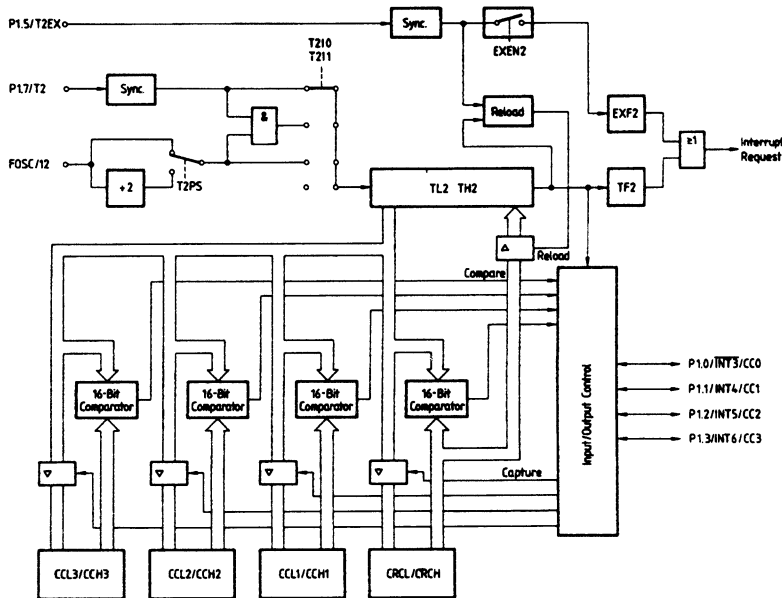 P1.5/T2EX
Sync.
EXEN2
T2I0
T2I1
P1.7/T2
Sync.
&
Reload
EXF2
≥1
Interrupt
Request
FOSC/12
÷2
T2PS
TL2 TH2
TF2
Reload
Compare
16-Bit
Comparator
16-Bit
Comparator
16-Bit
Comparator
16-Bit
Comparator
Input/Output Control
P1.0/INT3/CC0
P1.1/INT4/CC1
P1.2/INT5/CC2
P1.3/INT6/CC3
Capture
CCL3/CCH3
CCL2/CCH2
CCL1/CCH1
CRCL/CRCH